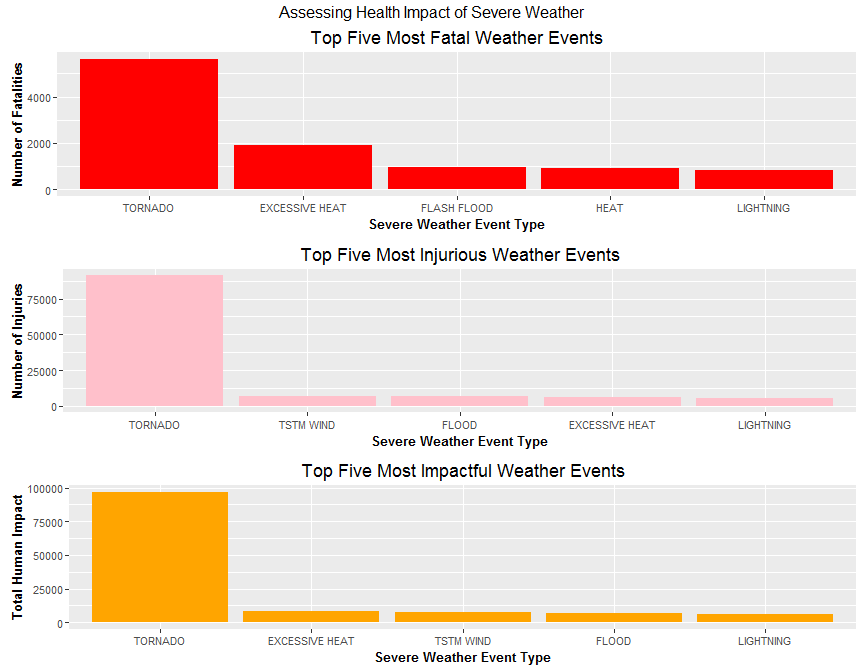 Assessing Health Impact of Severe Weather
Top Five Most Fatal Weather Events
Number of Fatalities
4000
2000
0
TORNADO EXCESSIVE HEAT FLASH FLOOD HEAT LIGHTNING
Severe Weather Event Type
Top Five Most Injurious Weather Events
Number of Injuries
75000
50000
25000
0
TORNADO TSTM WIND FLOOD EXCESSIVE HEAT LIGHTNING
Severe Weather Event Type
Top Five Most Impactful Weather Events
Total Human Impact
100000
75000
50000
25000
0
TORNADO EXCESSIVE HEAT TSTM WIND FLOOD LIGHTNING
Severe Weather Event Type